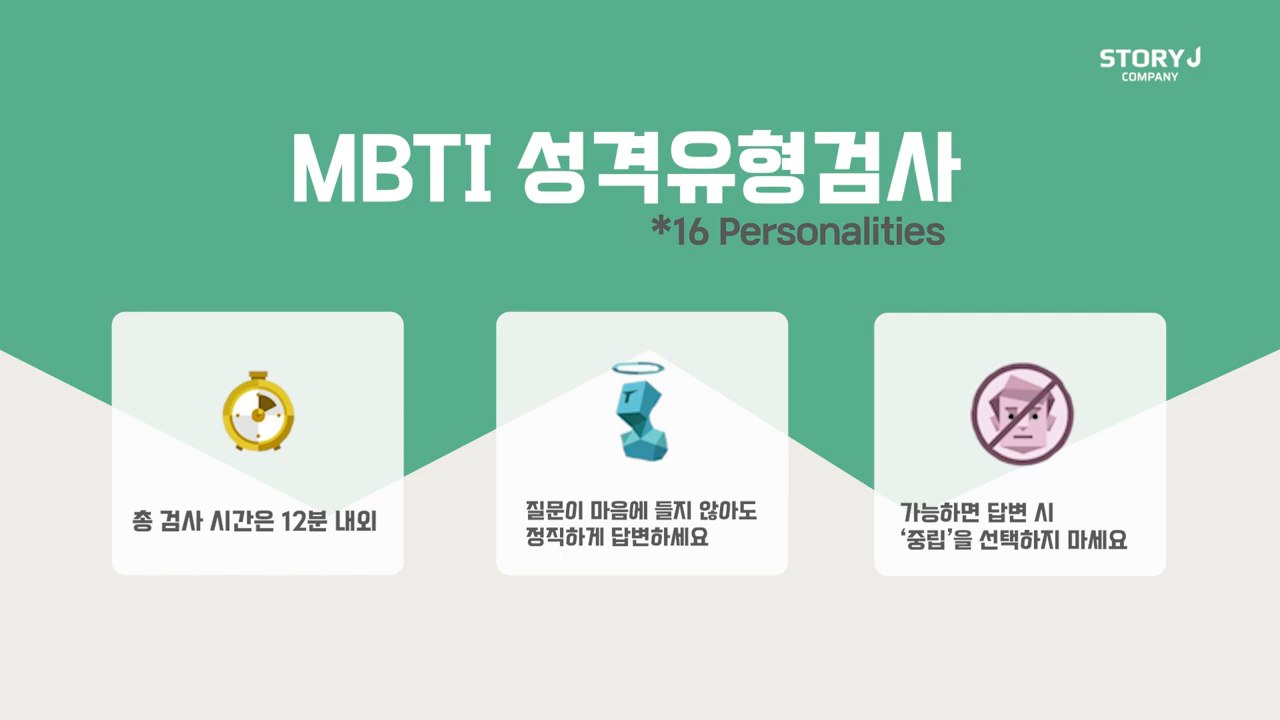 STORY J
COMPANY
MBTI 성격유형검사
*16 Personalities
총 검사 시간은 12분 내외
질문이 마음에 들지 않아도
정직하게 답변하세요
가능하면 답변 시
‘중립’을 선택하지 마세요